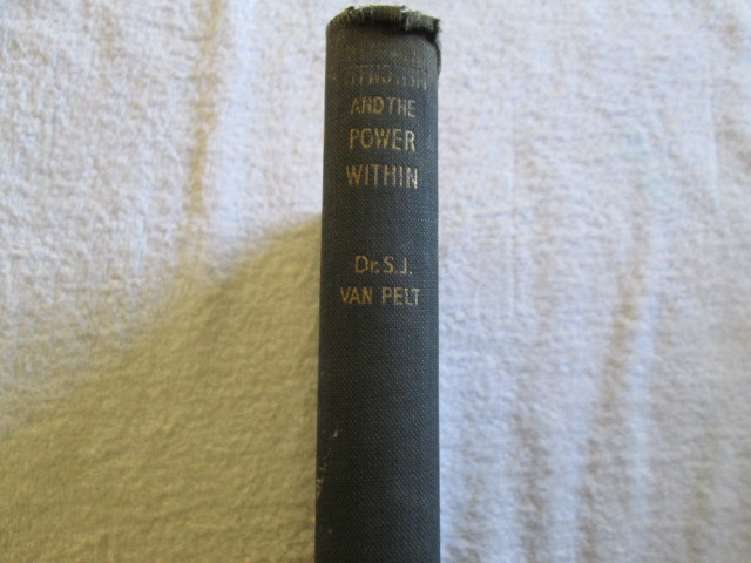 AND THE
POWER
WITHIN
Dr. S. J.
VAN PELT